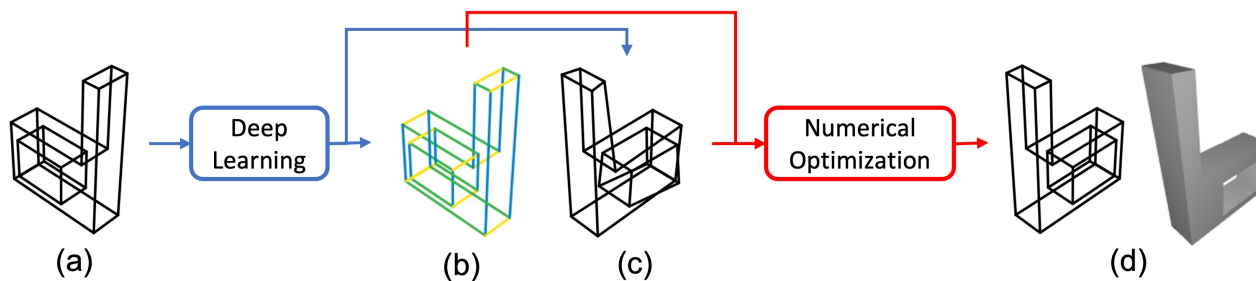 Deep
Learning
Numerical
Optimization
(a)
(b)
(c)
(d)